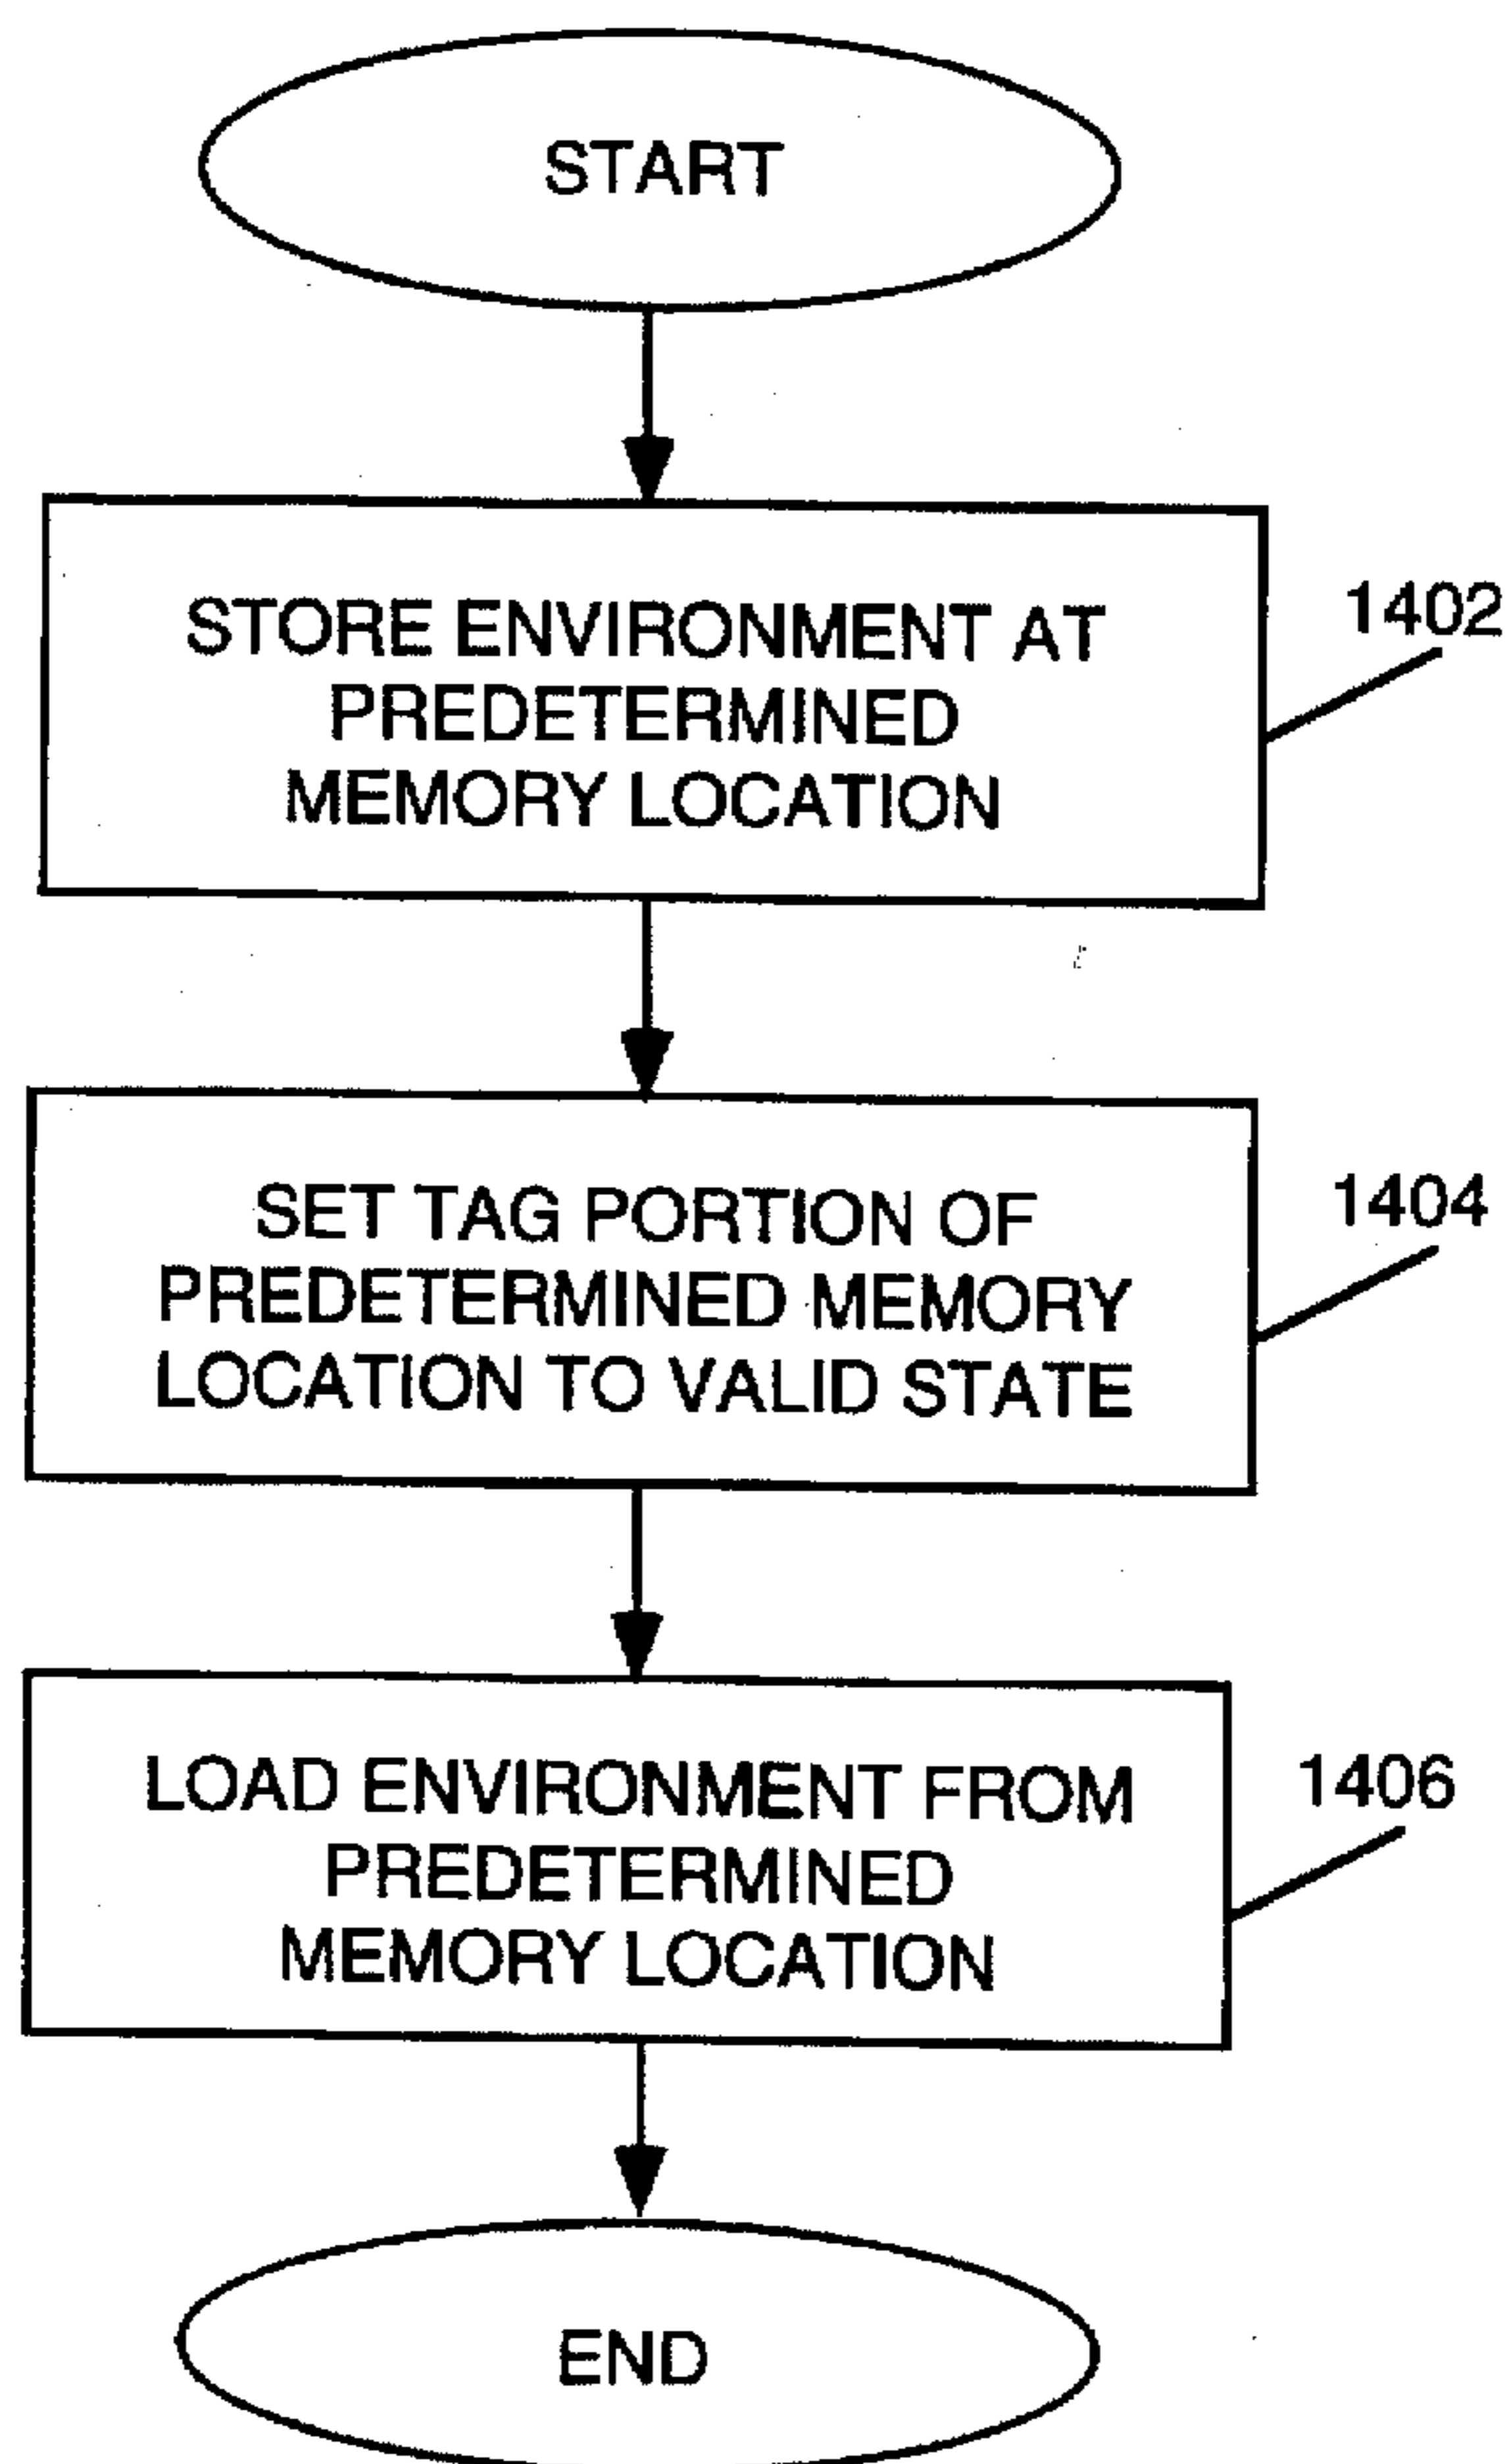 START
STORE ENVIRONMENT AT
PREDETERMINED
MEMORY LOCATION
1402
SET TAG PORTION OF
PREDETERMINED MEMORY
LOCATION TO VALID STATE
1404
LOAD ENVIRONMENT FROM
PREDETERMINED
MEMORY LOCATION
1406
END